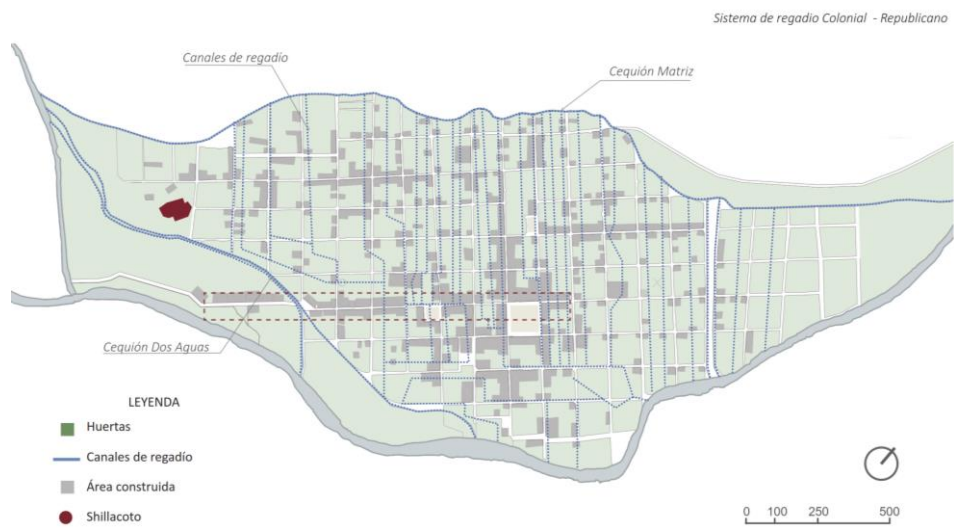 Sistema de regadio Colonial - Republicano
Canales de regadío
Cequión Matriz
Cequión Dos Aguas
LEYENDA
Huertas
Canales de regadío
Área construida
Shillacoto
0 100 250 500